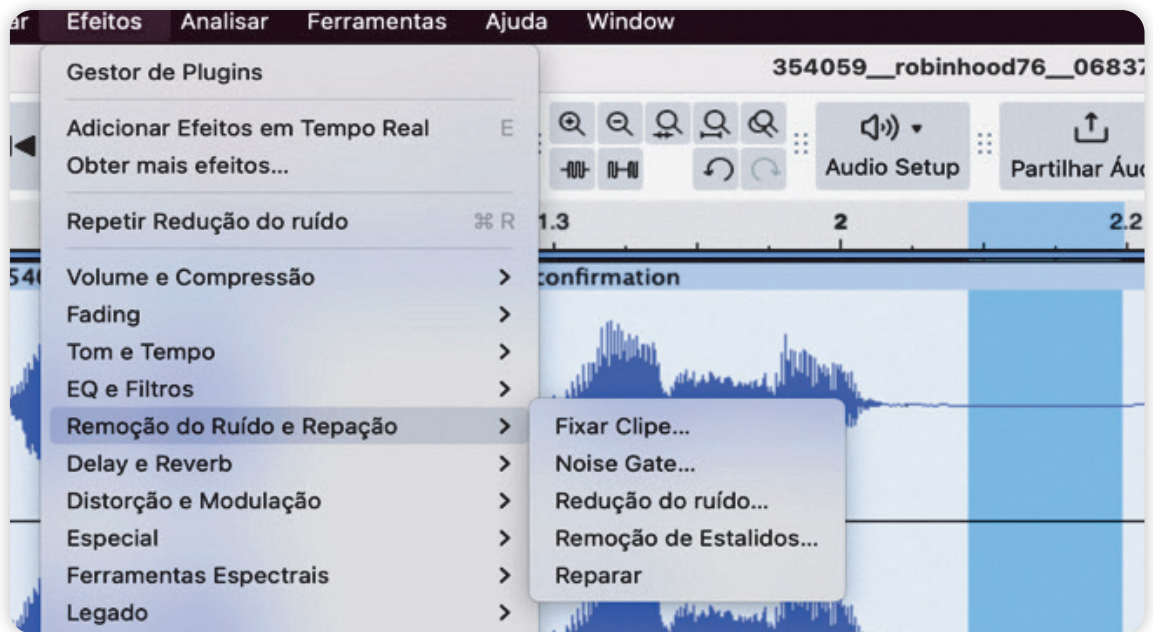 Efeitos Analisar Ferramentas Ajuda Window
Gestor de Plugins
354059__robinhood76__06837
Adicionar Efeitos em Tempo Real E
Obter mais efeitos...
Audio Setup
Partilhar Áu
Repetir Redução do ruído ⌘ R
1.3 2 2.2
Volume e Compressão
confirmation
Fading
Tom e Tempo
EQ e Filtros
Remoção do Ruído e Repação
Fixar Clipe...
Delay e Reverb
Noise Gate...
Distorção e Modulação
Redução do ruído...
Especial
Remoção de Estalidos...
Ferramentas Espectrais
Reparar
Legado